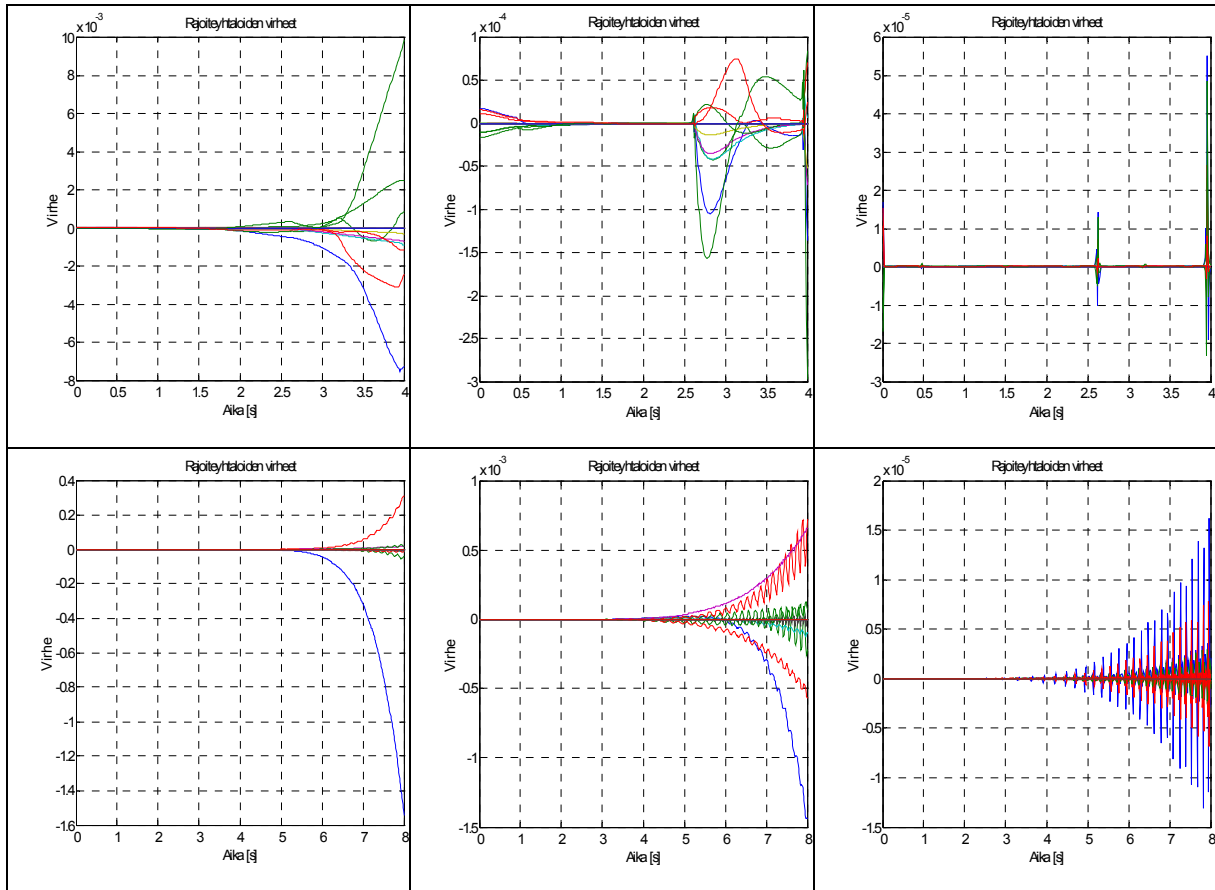 x10⁻³
Rajoiteyhtaloiden virheet
10
8
6
4
2
0
-2
-4
-6
-8
Virhe
0 0.5 1 1.5 2 2.5 3 3.5 4
Aika [s]
x10⁻⁴
Rajoiteyhtaloiden virheet
1
0.5
0
-0.5
-1
-1.5
-2
-2.5
-3
Virhe
0 0.5 1 1.5 2 2.5 3 3.5 4
Aika [s]
x10⁻⁵
Rajoiteyhtaloiden virheet
6
5
4
3
2
1
0
-1
-2
-3
Virhe
0 0.5 1 1.5 2 2.5 3 3.5 4
Aika [s]
Rajoiteyhtaloiden virheet
0.4
0.2
0
-0.2
-0.4
-0.6
-0.8
-1
-1.2
-1.4
-1.6
Virhe
0 1 2 3 4 5 6 7 8
Aika [s]
x10⁻³
Rajoiteyhtaloiden virheet
1
0.5
0
-0.5
-1
-1.5
Virhe
0 1 2 3 4 5 6 7 8
Aika [s]
x10⁻⁵
Rajoiteyhtaloiden virheet
2
1.5
1
0.5
0
-0.5
-1
-1.5
Virhe
0 1 2 3 4 5 6 7 8
Aika [s]